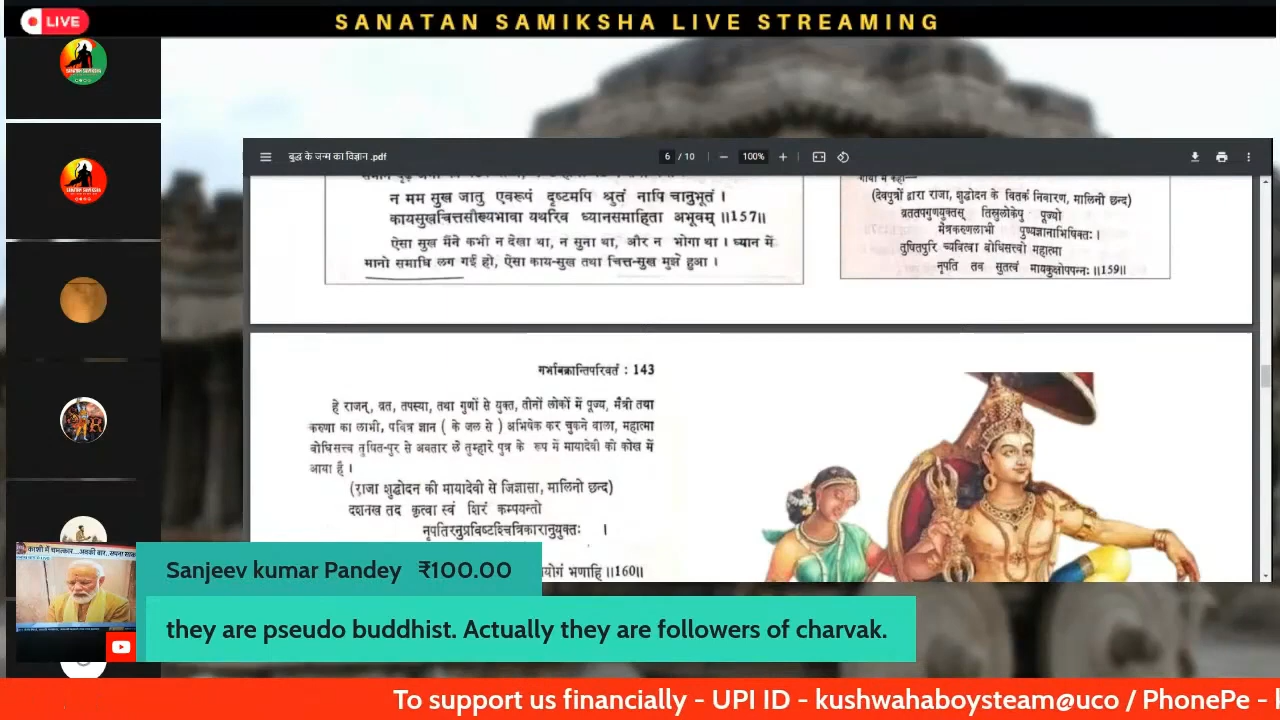 LIVE
SANATAN SAMIKSHA LIVE STREAMING
बुद्ध के जन्म का विज्ञान .pdf
6 / 10
100%
न मम सुख जातु एवरूपं दृष्टमपि श्रुतं नापि चानुभूतं ।
कायसुखचित्तसौख्यभावा यथरिव ध्यानसमाहिता अभूवम् ॥157॥
ऐसा सुख मैंने कभी न देखा था, न सुना था, और न भोगा था । ध्यान में
मानो समाधि लग गई हो, ऐसा काय-सुख तथा चित्त-सुख मुझे हुआ ।
(देवपुत्रों द्वारा राजा, शुद्धोदन के वितर्क निवारण, मालिनी छन्द)
व्रततपगुणयुक्तस् तिसुलोकेषु पूज्यो
मैत्रकरुणलाभी पुण्यज्ञानाभिषिक्तः ।
तुषितपुरि च्यवित्वा बोधिसत्त्वो महात्मा
नृपति तव सुतत्वं मायकुक्षोपपन्नः ॥159॥
गर्भावक्रान्तिपरिवर्त : 143
हे राजन्, व्रत, तपस्या, तथा गुणों से युक्त, तीनों लोकों में पूज्य, मैत्री तथा
करुणा का लाभी, पवित्र ज्ञान ( के जल से ) अभिषेक कर चुकने वाला, महात्मा
बोधिसत्त्व तुषित-पुर से अवतार ले तुम्हारे पुत्र के रूप में मायादेवी की कोख में
आया है ।
(राजा शुद्धोदन की मायादेवी से जिज्ञासा, मालिनी छन्द)
दशनख तद कृत्वा स्वं शिरं कम्पयन्तो
नृपतिरनुप्रविष्टश्चित्रिकारानुयुक्तः ।
भणाहि ॥160॥
Sanjeev kumar Pandey ₹100.00
they are pseudo buddhist. Actually they are followers of charvak.
To support us financially - UPI ID - kushwahaboysteam@uco / PhonePe -